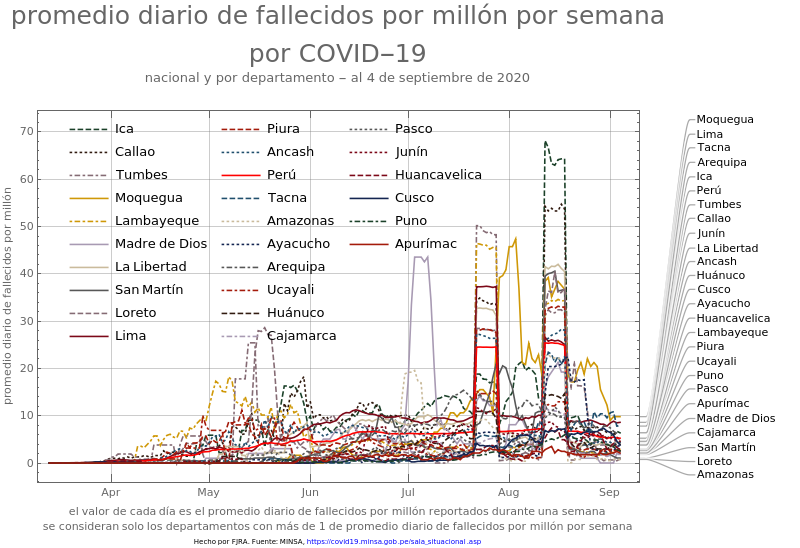 promedio diario de fallecidos por millón por semana
por COVID‒19
nacional y por departamento ‒ al 4 de septiembre de 2020
promedio diario de fallecidos por millón
70
60
50
40
30
20
10
0
Ica
Callao
Tumbes
Moquegua
Lambayeque
Madre de Dios
La Libertad
San Martín
Loreto
Lima
Piura
Ancash
Perú
Tacna
Amazonas
Ayacucho
Arequipa
Ucayali
Huánuco
Cajamarca
Pasco
Junín
Huancavelica
Cusco
Puno
Apurímac
Apr
May
Jun
Jul
Aug
Sep
Moquegua
Lima
Tacna
Arequipa
Ica
Perú
Tumbes
Callao
Junín
La Libertad
Ancash
Huánuco
Cusco
Ayacucho
Huancavelica
Lambayeque
Piura
Ucayali
Puno
Pasco
Apurímac
Madre de Dios
Cajamarca
San Martín
Loreto
Amazonas
el valor de cada día es el promedio diario de fallecidos por millón reportados durante una semana
se consideran solo los departamentos con más de 1 de promedio diario de fallecidos por millón por semana
Hecho por FJRA. Fuente: MINSA, https://covid19.minsa.gob.pe/sala_situacional.asp